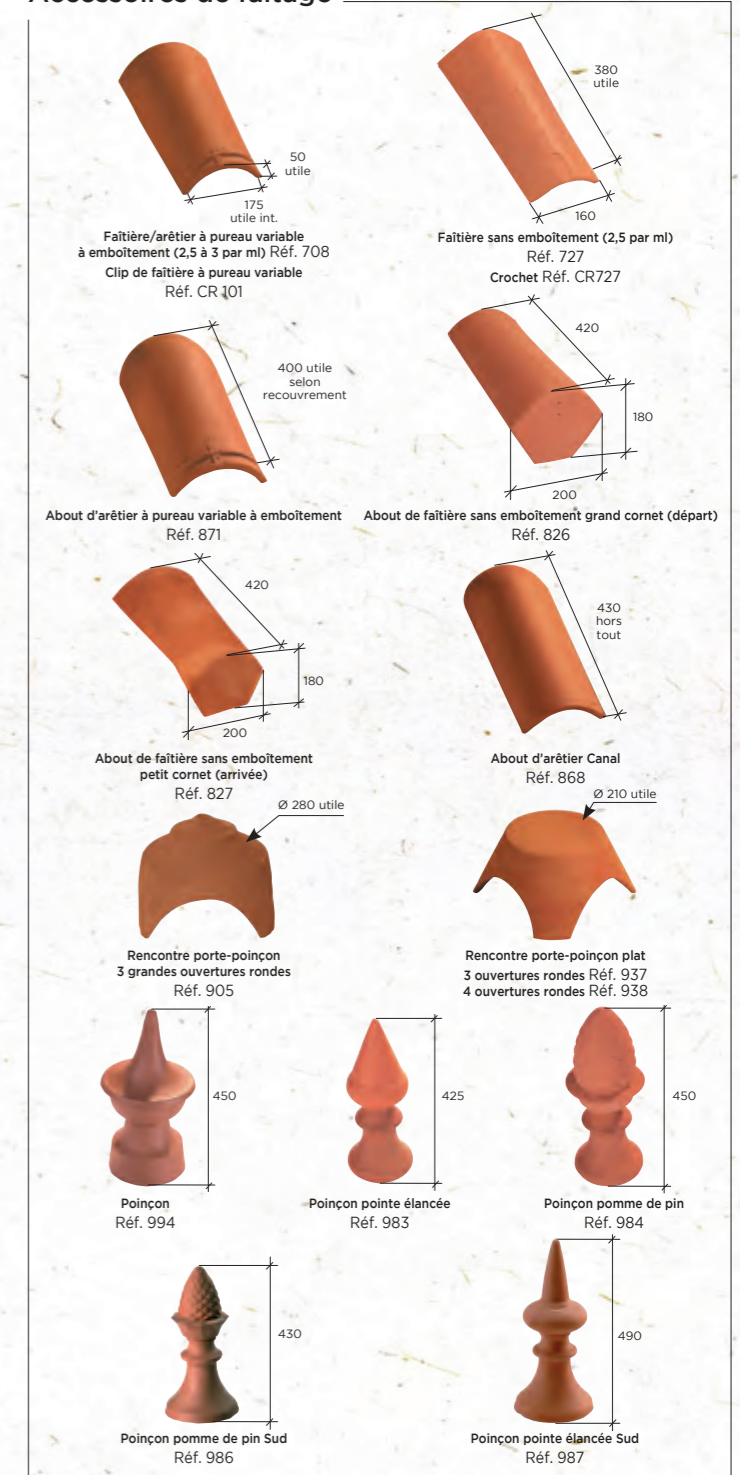 Accessoires de faîtage
380
utile
50
utile
175
utile int.
160
Faîtière/arêtier à pureau variable
à emboîtement (2,5 à 3 par ml) Réf. 708
Clip de faîtière à pureau variable
Réf. CR 101
Faîtière sans emboîtement (2,5 par ml)
Réf. 727
Crochet Réf. CR727
400 utile
selon
recouvrement
420
180
200
About d'arêtier à pureau variable à emboîtement
Réf. 871
About de faîtière sans emboîtement grand cornet (départ)
Réf. 826
420
180
200
430
hors
tout
About de faîtière sans emboîtement
petit cornet (arrivée)
Réf. 827
About d'arêtier Canal
Réf. 868
Ø 280 utile
Ø 210 utile
Rencontre porte-poinçon
3 grandes ouvertures rondes
Réf. 905
Rencontre porte-poinçon plat
3 ouvertures rondes Réf. 937
4 ouvertures rondes Réf. 938
450
425
450
Poinçon
Réf. 994
Poinçon pointe élancée
Réf. 983
Poinçon pomme de pin
Réf. 984
430
490
Poinçon pomme de pin Sud
Réf. 986
Poinçon pointe élancée Sud
Réf. 987